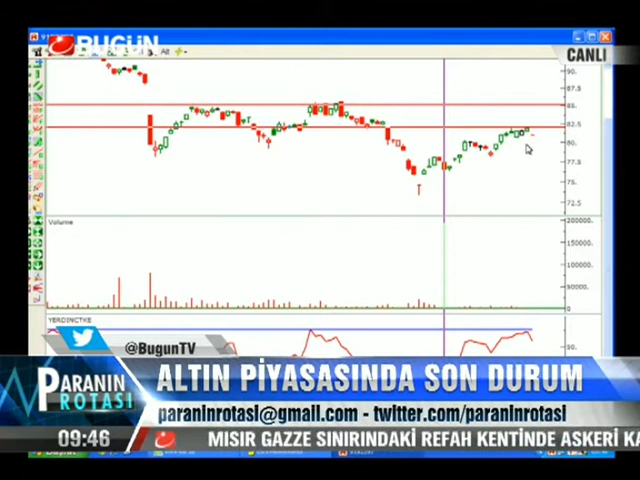 BUGÜN
CANLI
90.
85.
82.5
80.
77.5
75.
72.5
Volume
200000.
150000.
100000.
50000.
0
YERDINCTKE
@BugunTV
ALTIN PİYASASINDA SON DURUM
PARANIN
ROTASI
paraninrotasi@gmail.com - twitter.com/paraninrotasi
09:46
MISIR GAZZE SINIRINDAKİ REFAH KENTİNDE ASKERİ KA